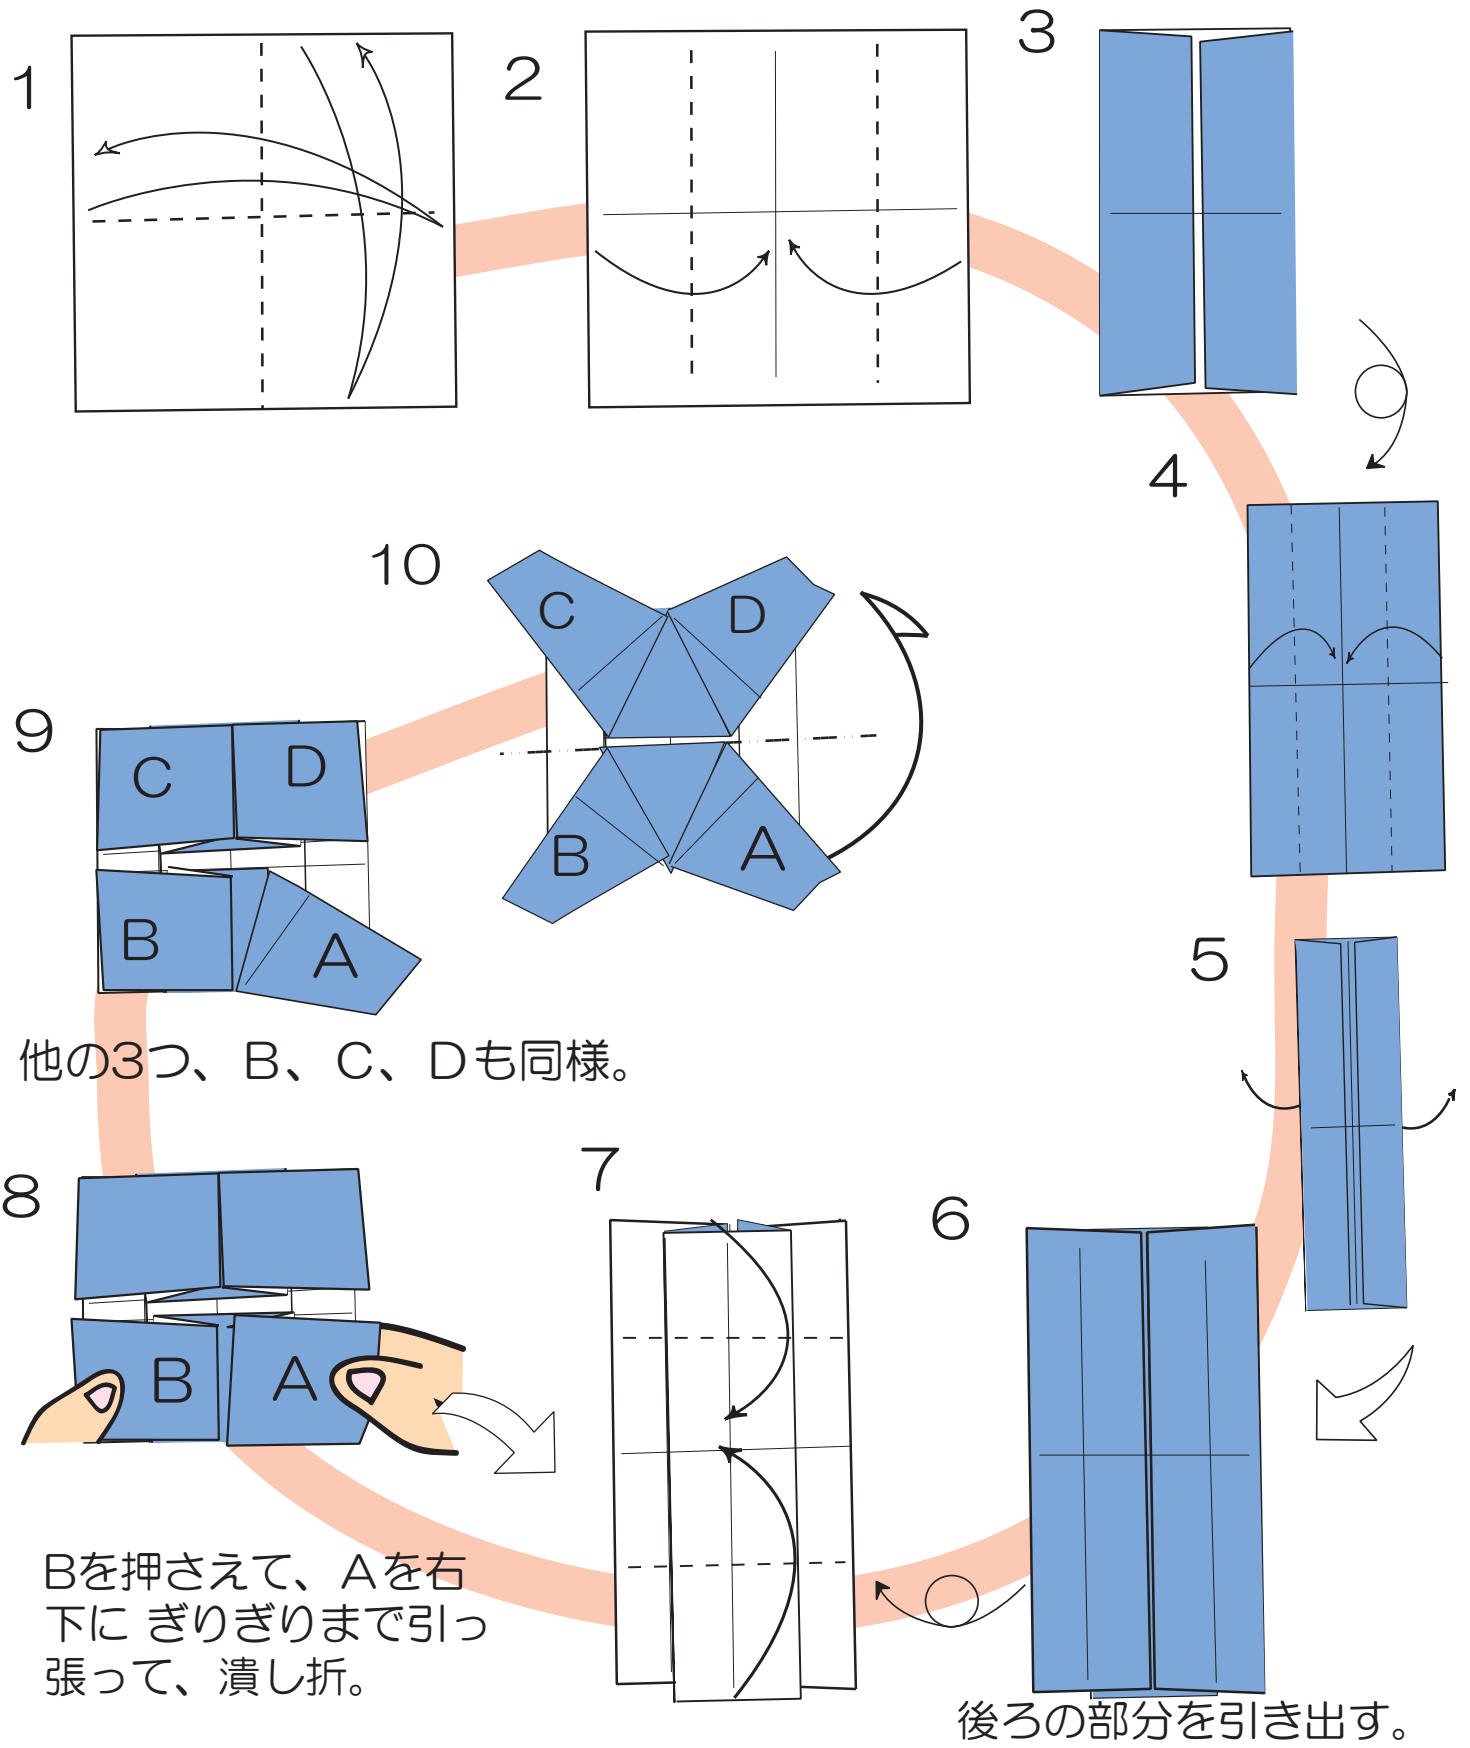 1
2
3
4
5
6
後ろの部分を引き出す。
7
8
B
A
Bを押さえて、Aを右
下に ぎりぎりまで引っ
張って、潰し折。
9
C
D
B
A
他の3つ、B、C、Dも同様。
10
C
D
B
A